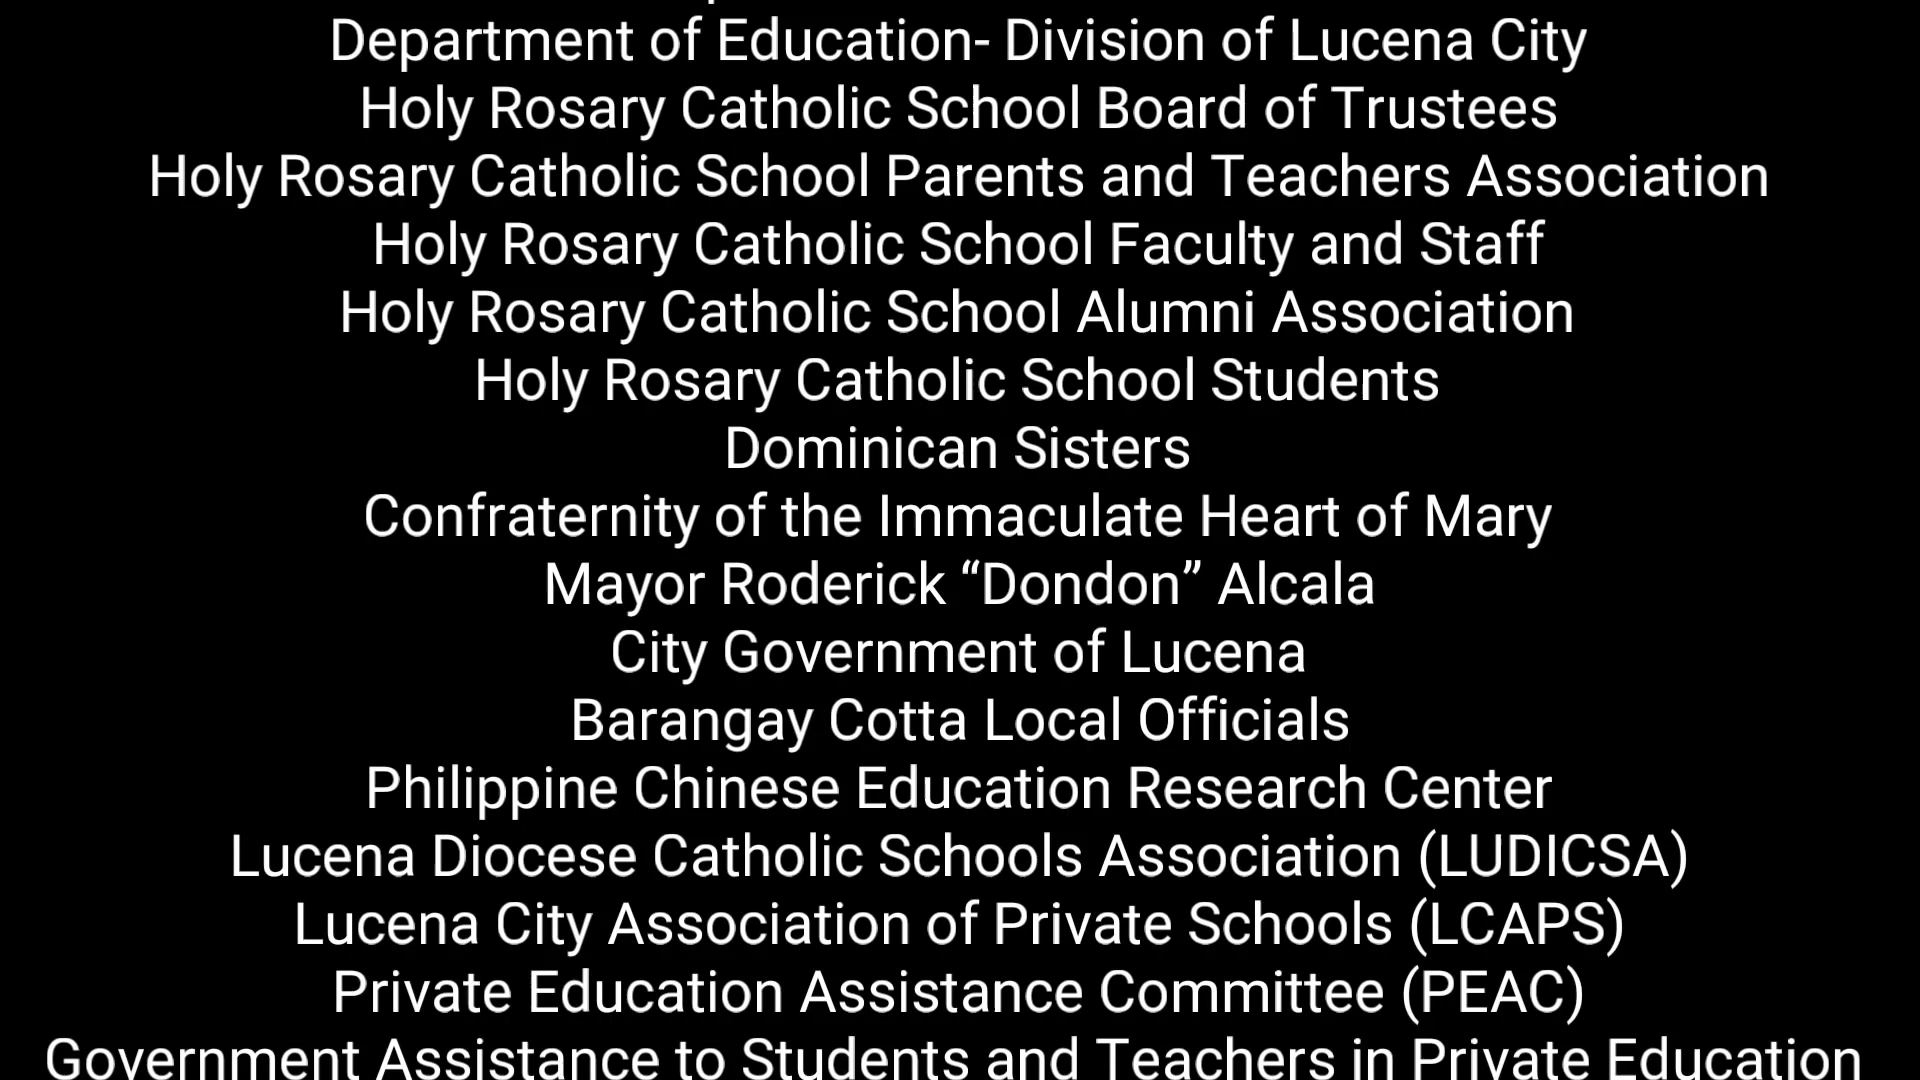 Department of Education- Division of Lucena City
Holy Rosary Catholic School Board of Trustees
Holy Rosary Catholic School Parents and Teachers Association
Holy Rosary Catholic School Faculty and Staff
Holy Rosary Catholic School Alumni Association
Holy Rosary Catholic School Students
Dominican Sisters
Confraternity of the Immaculate Heart of Mary
Mayor Roderick “Dondon” Alcala
City Government of Lucena
Barangay Cotta Local Officials
Philippine Chinese Education Research Center
Lucena Diocese Catholic Schools Association (LUDICSA)
Lucena City Association of Private Schools (LCAPS)
Private Education Assistance Committee (PEAC)
Government Assistance to Students and Teachers in Private Education